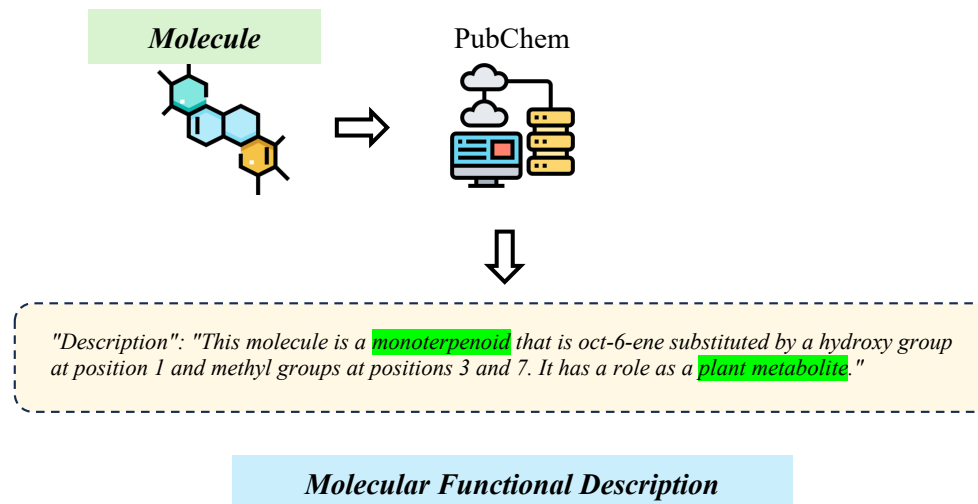 Molecule
PubChem
"Description": "This molecule is a monoterpenoid that is oct-6-ene substituted by a hydroxy group
at position 1 and methyl groups at positions 3 and 7. It has a role as a plant metabolite."
Molecular Functional Description